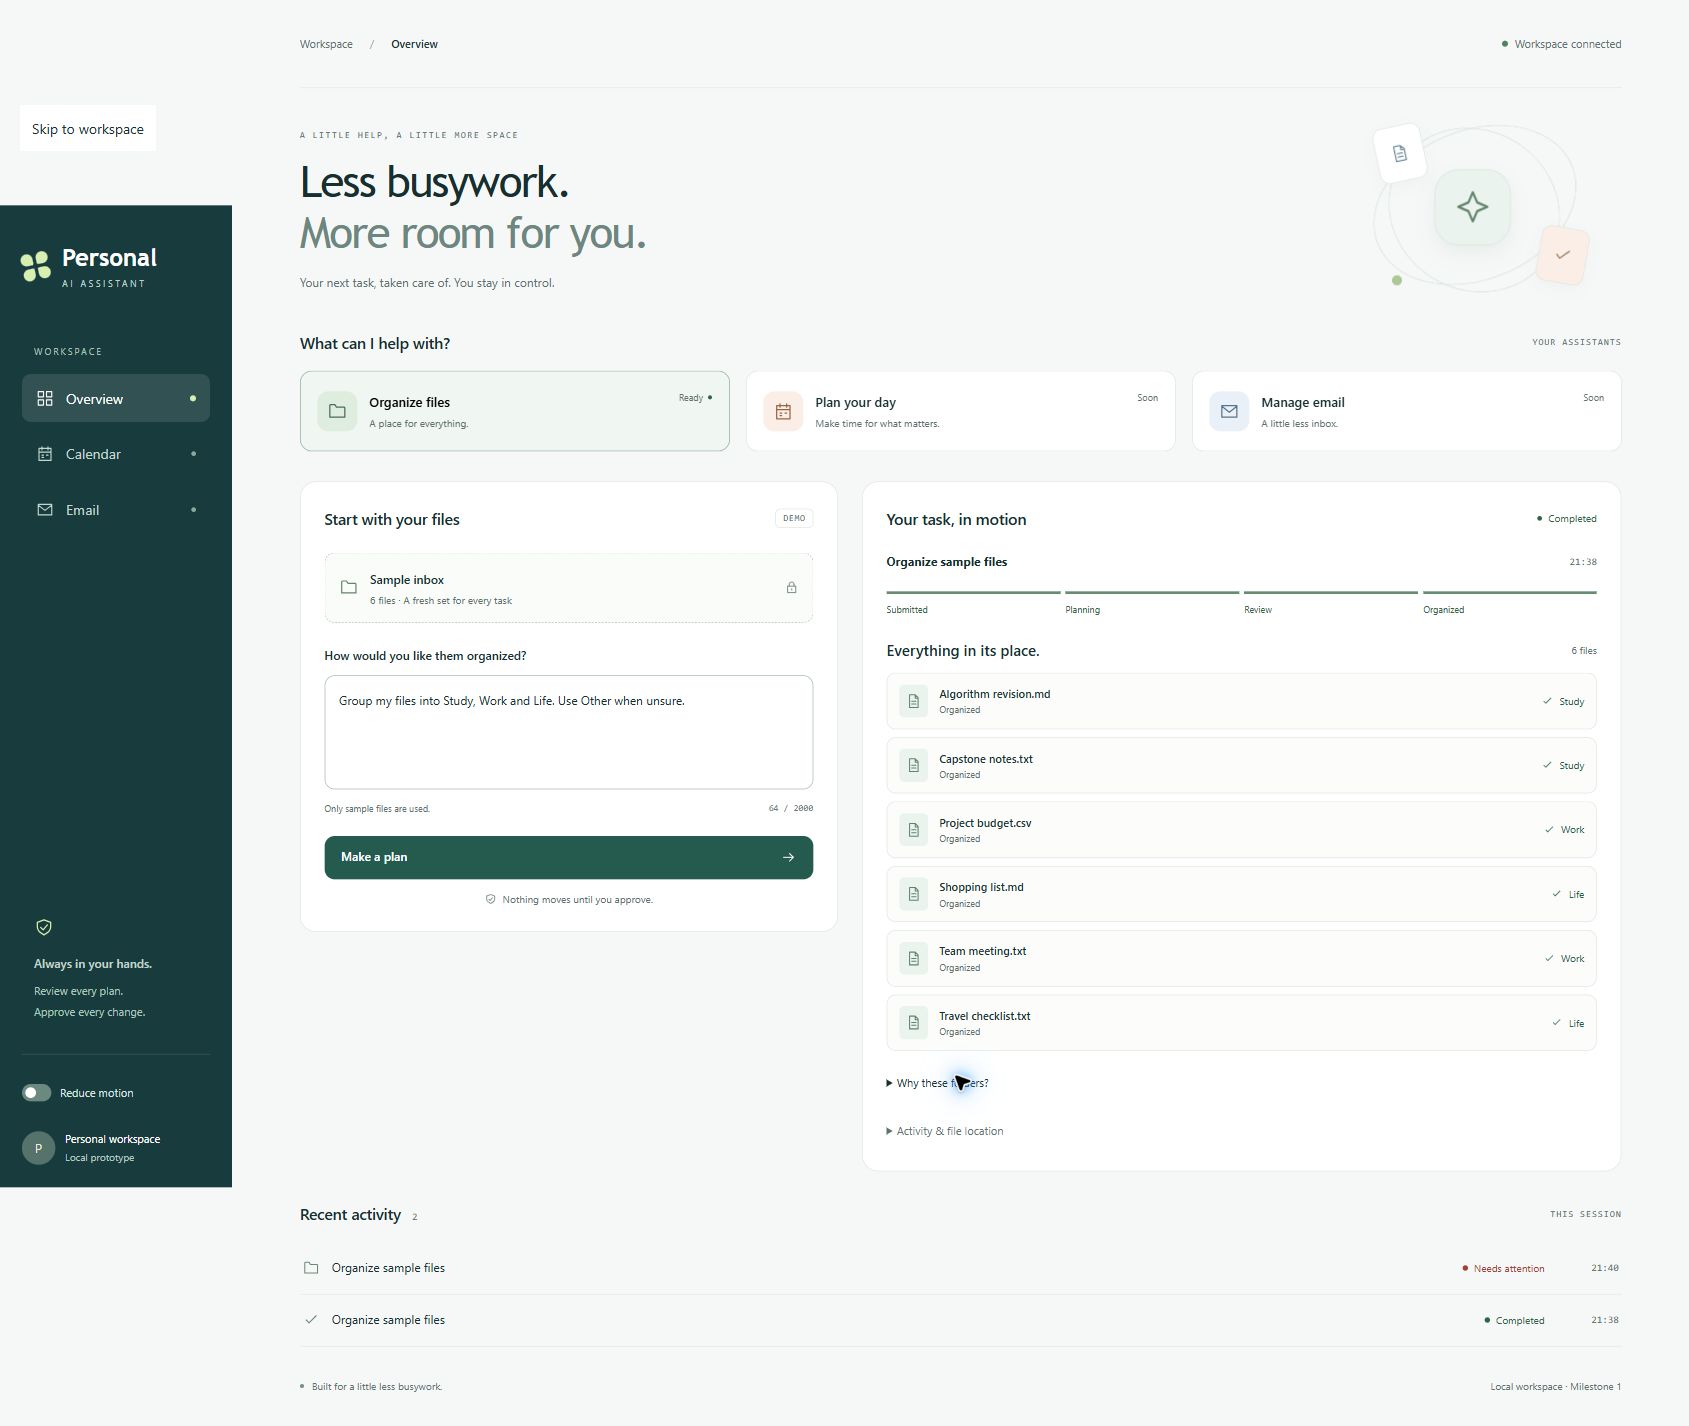 Skip to workspace
Personal
AI ASSISTANT
WORKSPACE
Overview
Calendar
Email
Always in your hands.
Review every plan.
Approve every change.
Reduce motion
P
Personal workspace
Local prototype
Workspace / Overview
Workspace connected
A LITTLE HELP, A LITTLE MORE SPACE
Less busywork.
More room for you.
Your next task, taken care of. You stay in control.
What can I help with?
YOUR ASSISTANTS
Organize files
A place for everything.
Ready
Plan your day
Make time for what matters.
Soon
Manage email
A little less inbox.
Soon
Start with your files
DEMO
Sample inbox
6 files · A fresh set for every task
How would you like them organized?
Group my files into Study, Work and Life. Use Other when unsure.
Only sample files are used.
64 / 2000
Make a plan
Nothing moves until you approve.
Your task, in motion
Completed
Organize sample files
21:38
Submitted
Planning
Review
Organized
Everything in its place.
6 files
Algorithm revision.md
Organized
Study
Capstone notes.txt
Organized
Study
Project budget.csv
Organized
Work
Shopping list.md
Organized
Life
Team meeting.txt
Organized
Work
Travel checklist.txt
Organized
Life
Why these
Activity & file location
Recent activity 2
THIS SESSION
Organize sample files
Needs attention
21:40
Organize sample files
Completed
21:38
Built for a little less busywork.
Local workspace · Milestone 1